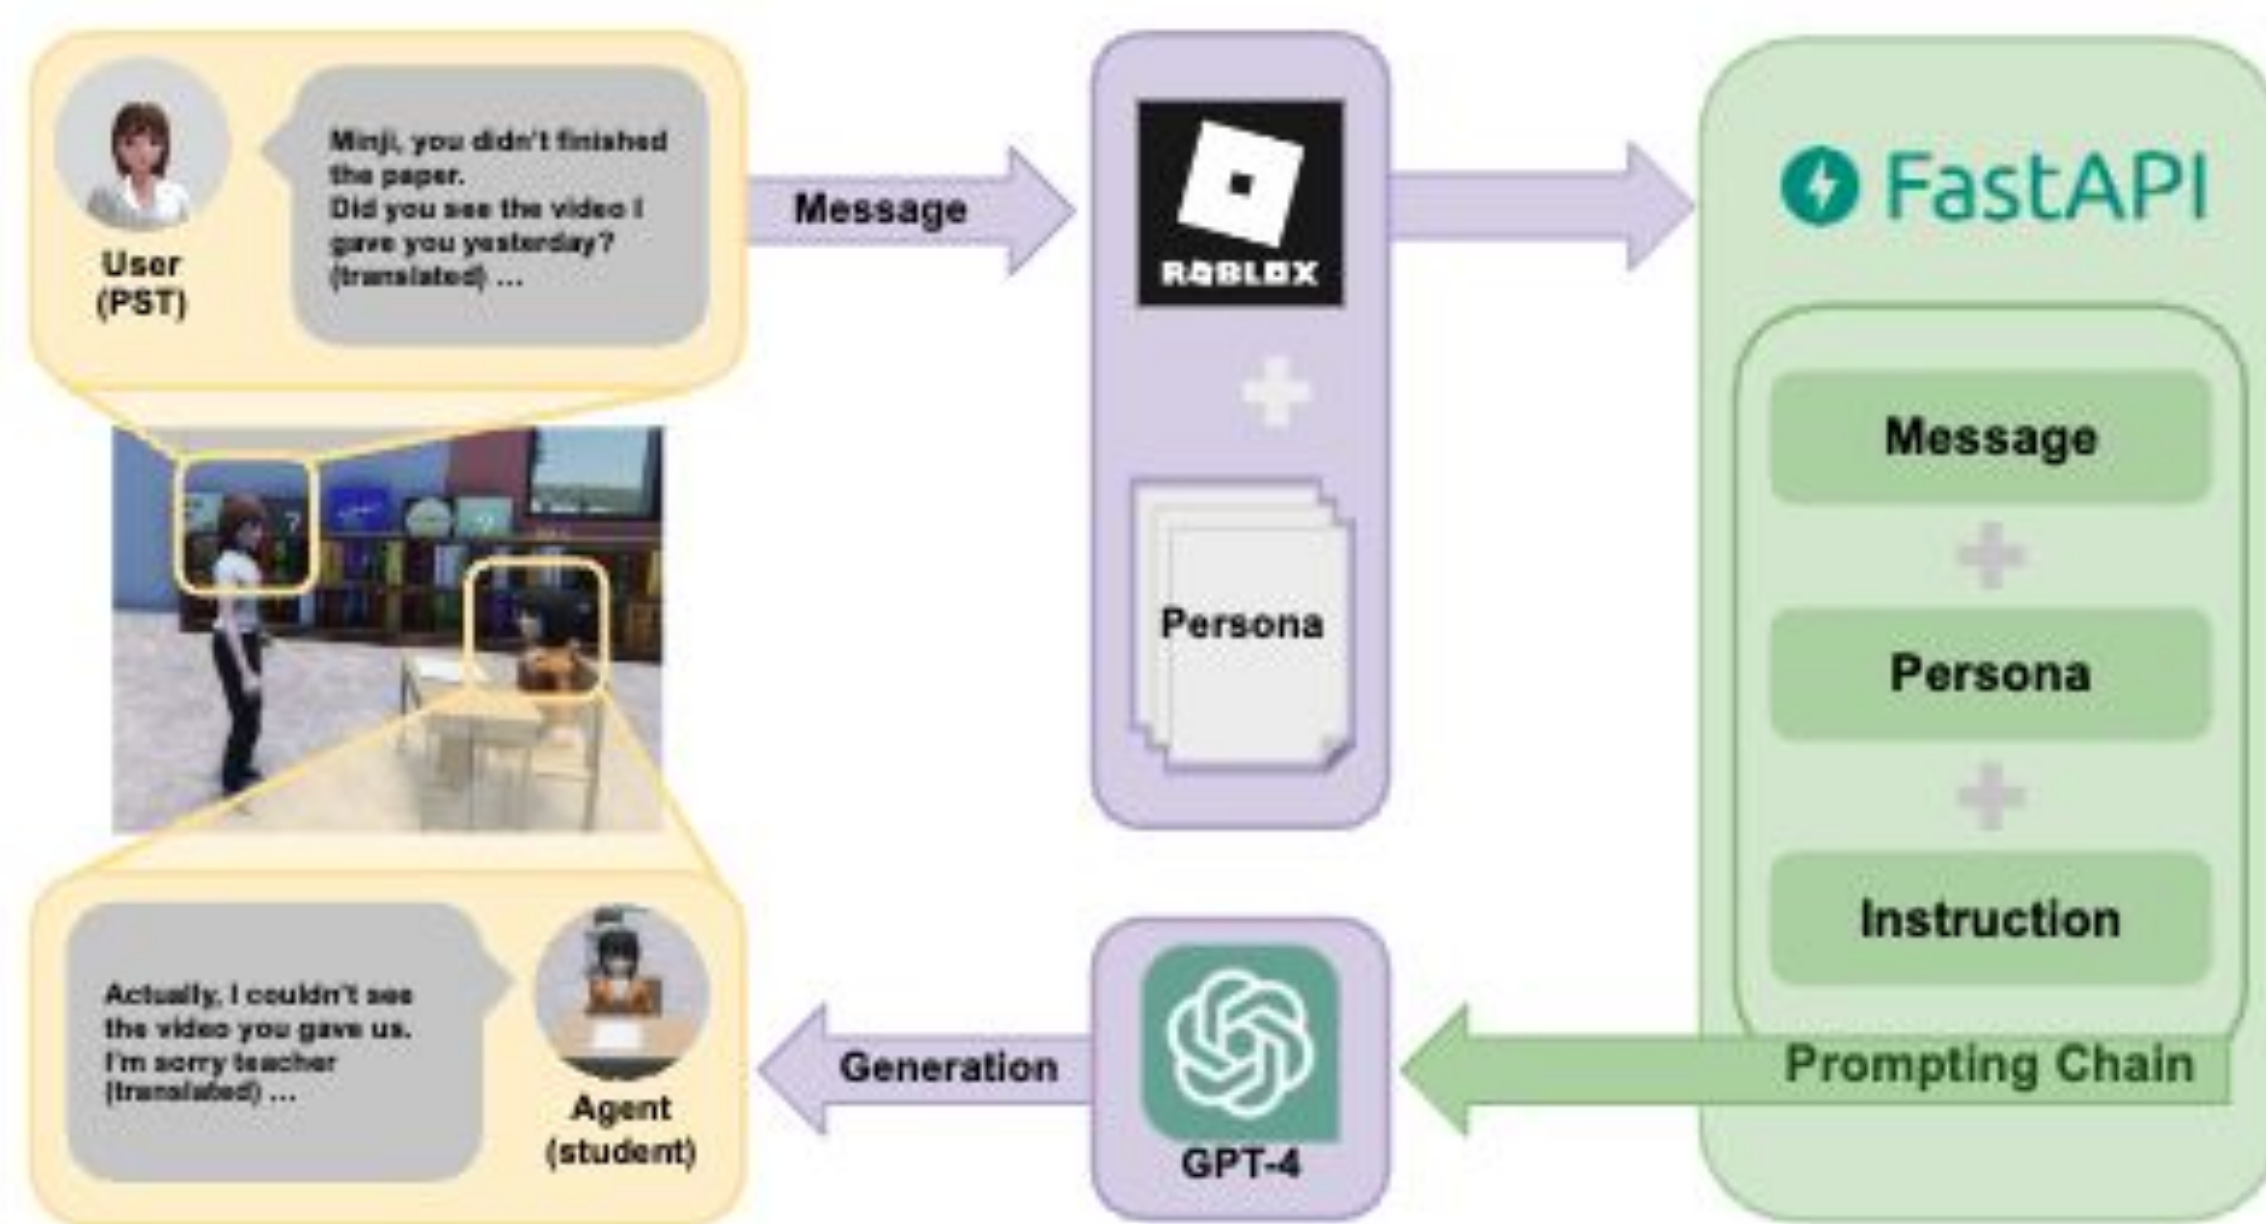 Minji, you didn't finished
the paper.
Did you see the video I
gave you yesterday?
(translated) ...
User
(PST)
Message
ROBLOX
Persona
FastAPI
Message
Persona
Instruction
Prompting Chain
GPT-4
Generation
Actually, I couldn't see
the video you gave us.
I'm sorry teacher
(translated) ...
Agent
(student)